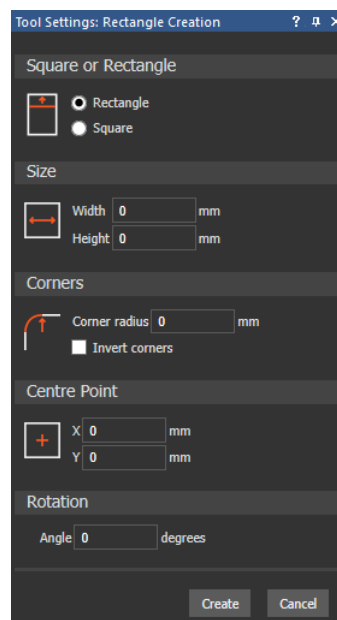 Tool Settings: Rectangle Creation ?
Square or Rectangle
Rectangle
Square
Size
Width 0 mm
Height 0 mm
Corners
Corner radius 0 mm
Invert corners
Centre Point
X 0 mm
Y 0 mm
Rotation
Angle 0 degrees
Create Cancel